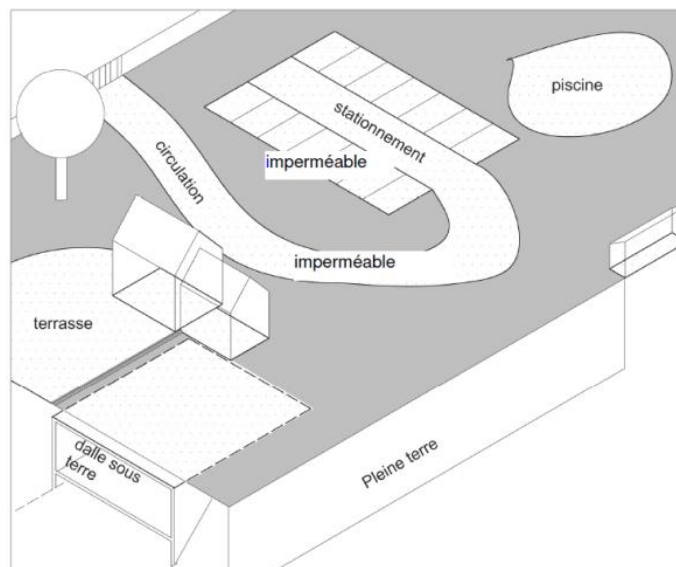 piscine
stationnement
imperméable
circulation
imperméable
terrasse
dalle sous
terre
Pleine terre